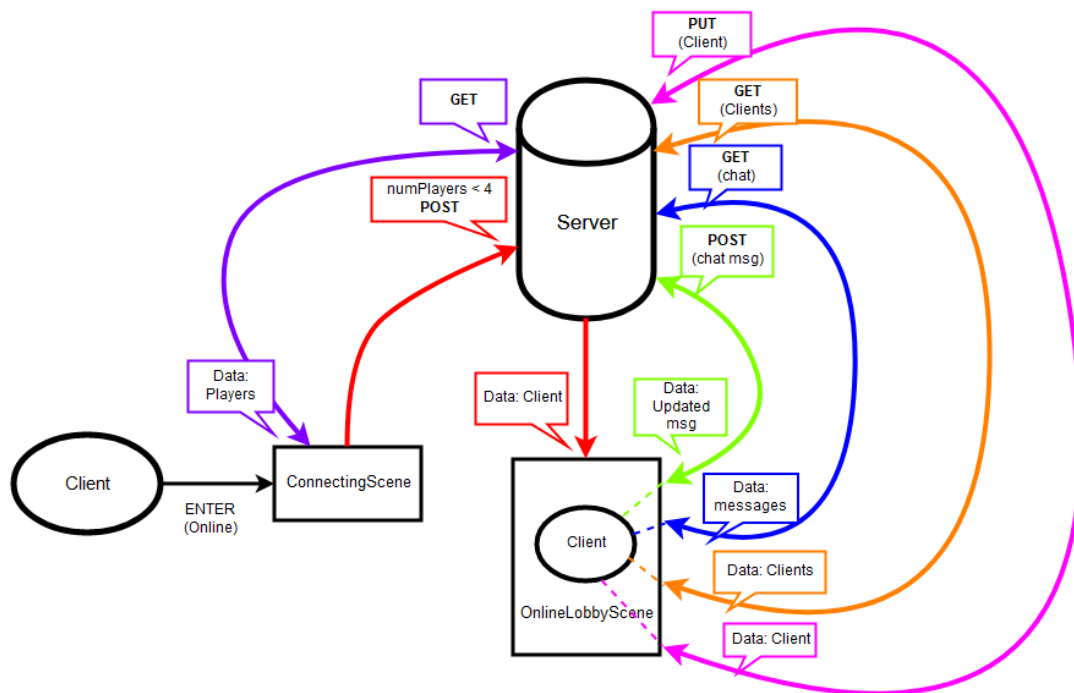 PUT
(Client)
GET
GET
(Clients)
GET
(chat)
numPlayers < 4
POST
Server
POST
(chat msg)
Data:
Players
Data: Client
Data:
Updated
msg
Client
ConnectingScene
ENTER
(Online)
Data:
messages
Client
Data: Clients
OnlineLobbyScene
Data: Client